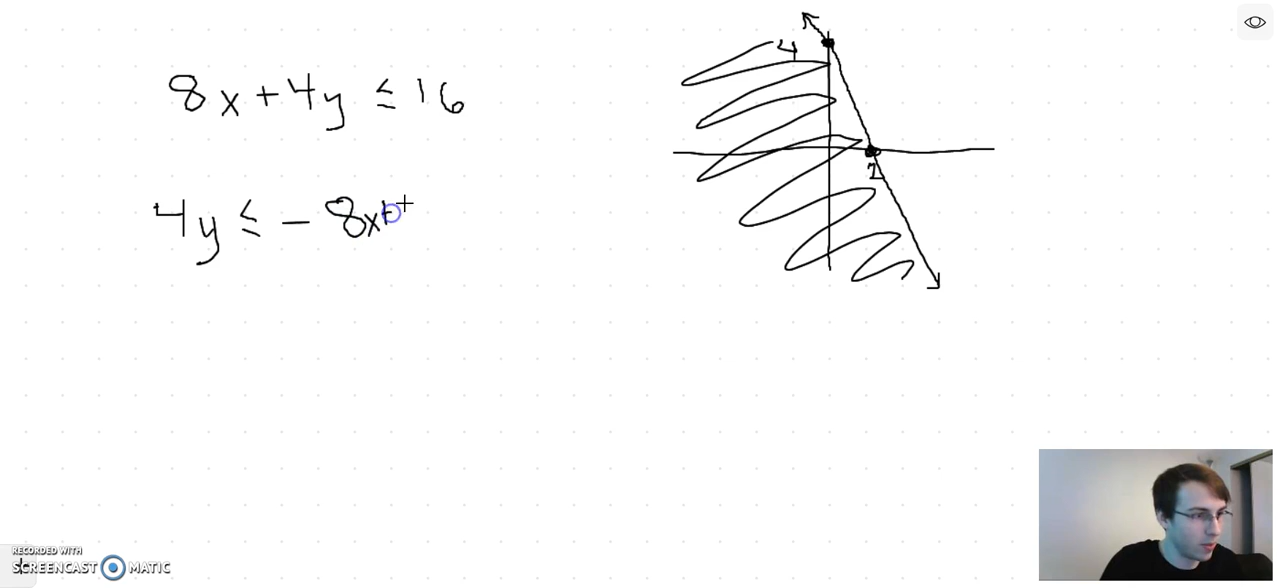 8x + 4y ≤ 16
4y ≤ - 8x +
4
2
RECORDED WITH
SCREENCAST MATIC